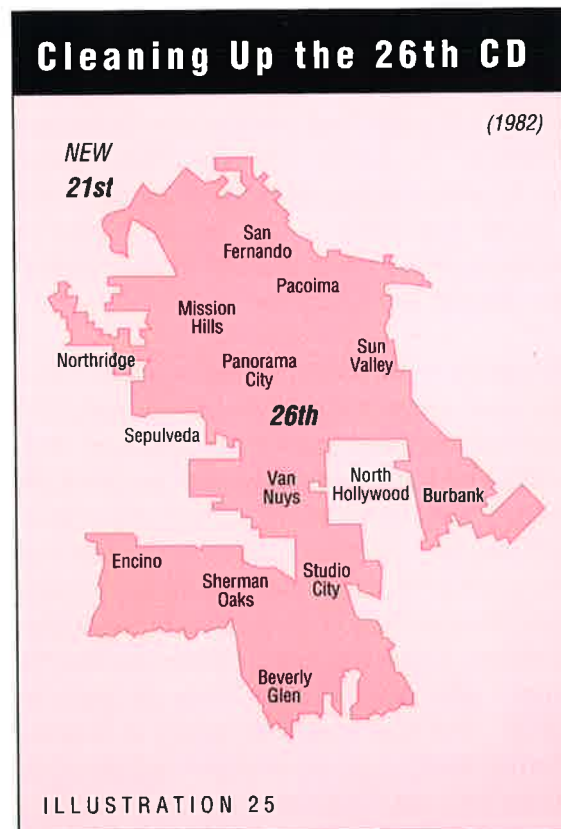 Cleaning Up the 26th CD
(1982)
NEW
21st
San
Fernando
Pacoima
Mission
Hills
Sun
Valley
Northridge
Panorama
City
26th
Sepulveda
Van
Nuys
North
Hollywood
Burbank
Encino
Sherman
Oaks
Studio
City
Beverly
Glen
ILLUSTRATION 25